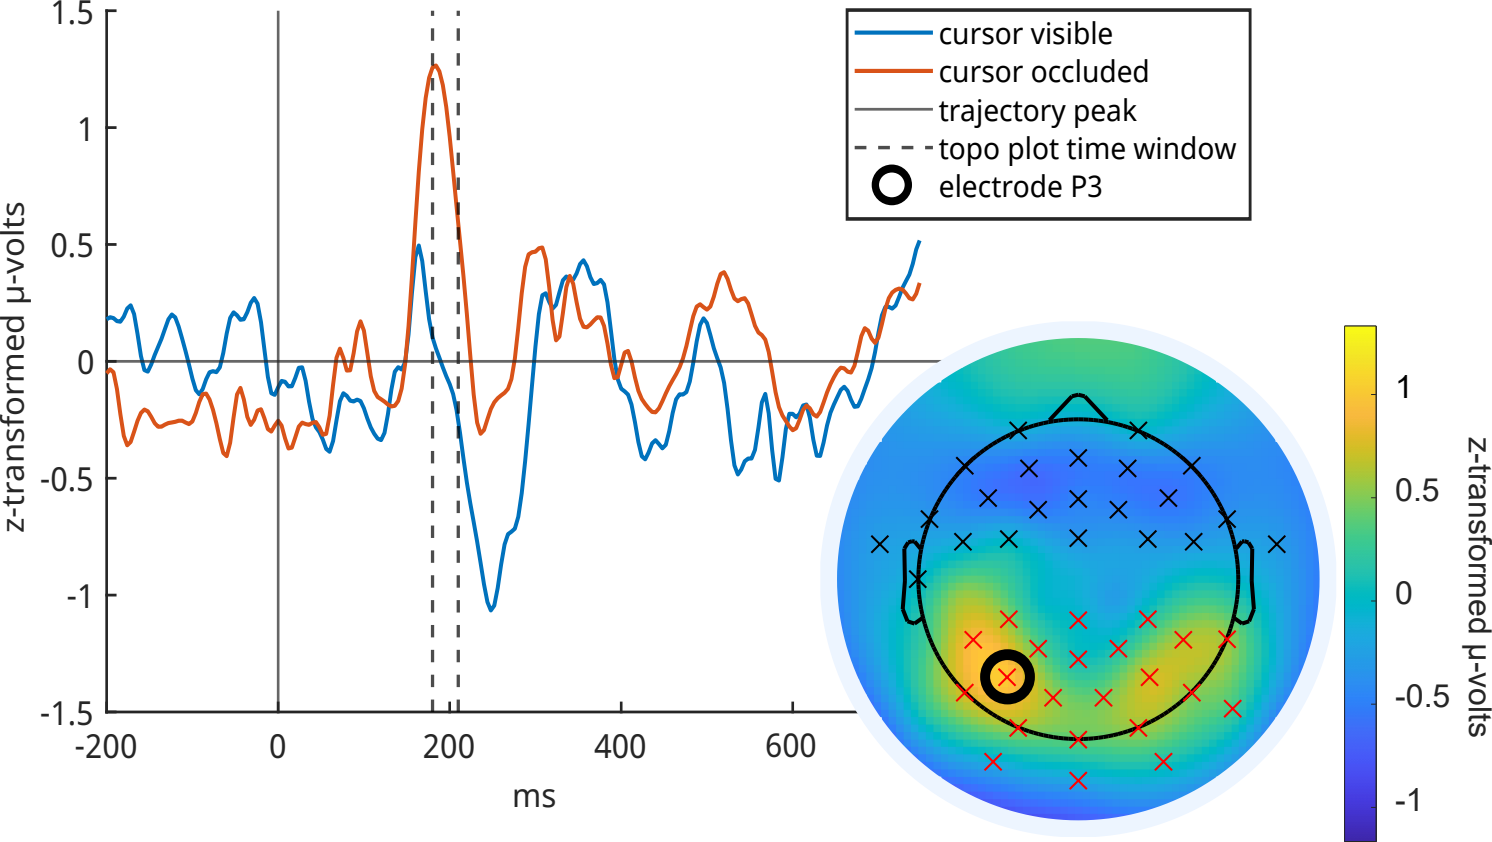 cursor visible
cursor occluded
trajectory peak
topo plot time window
electrode P3
z-transformed μ-volts
1.5
1
0.5
0
-0.5
-1
-1.5
-200
0
200
400
600
ms
1
0.5
0
-0.5
-1
z-transformed μ-volts